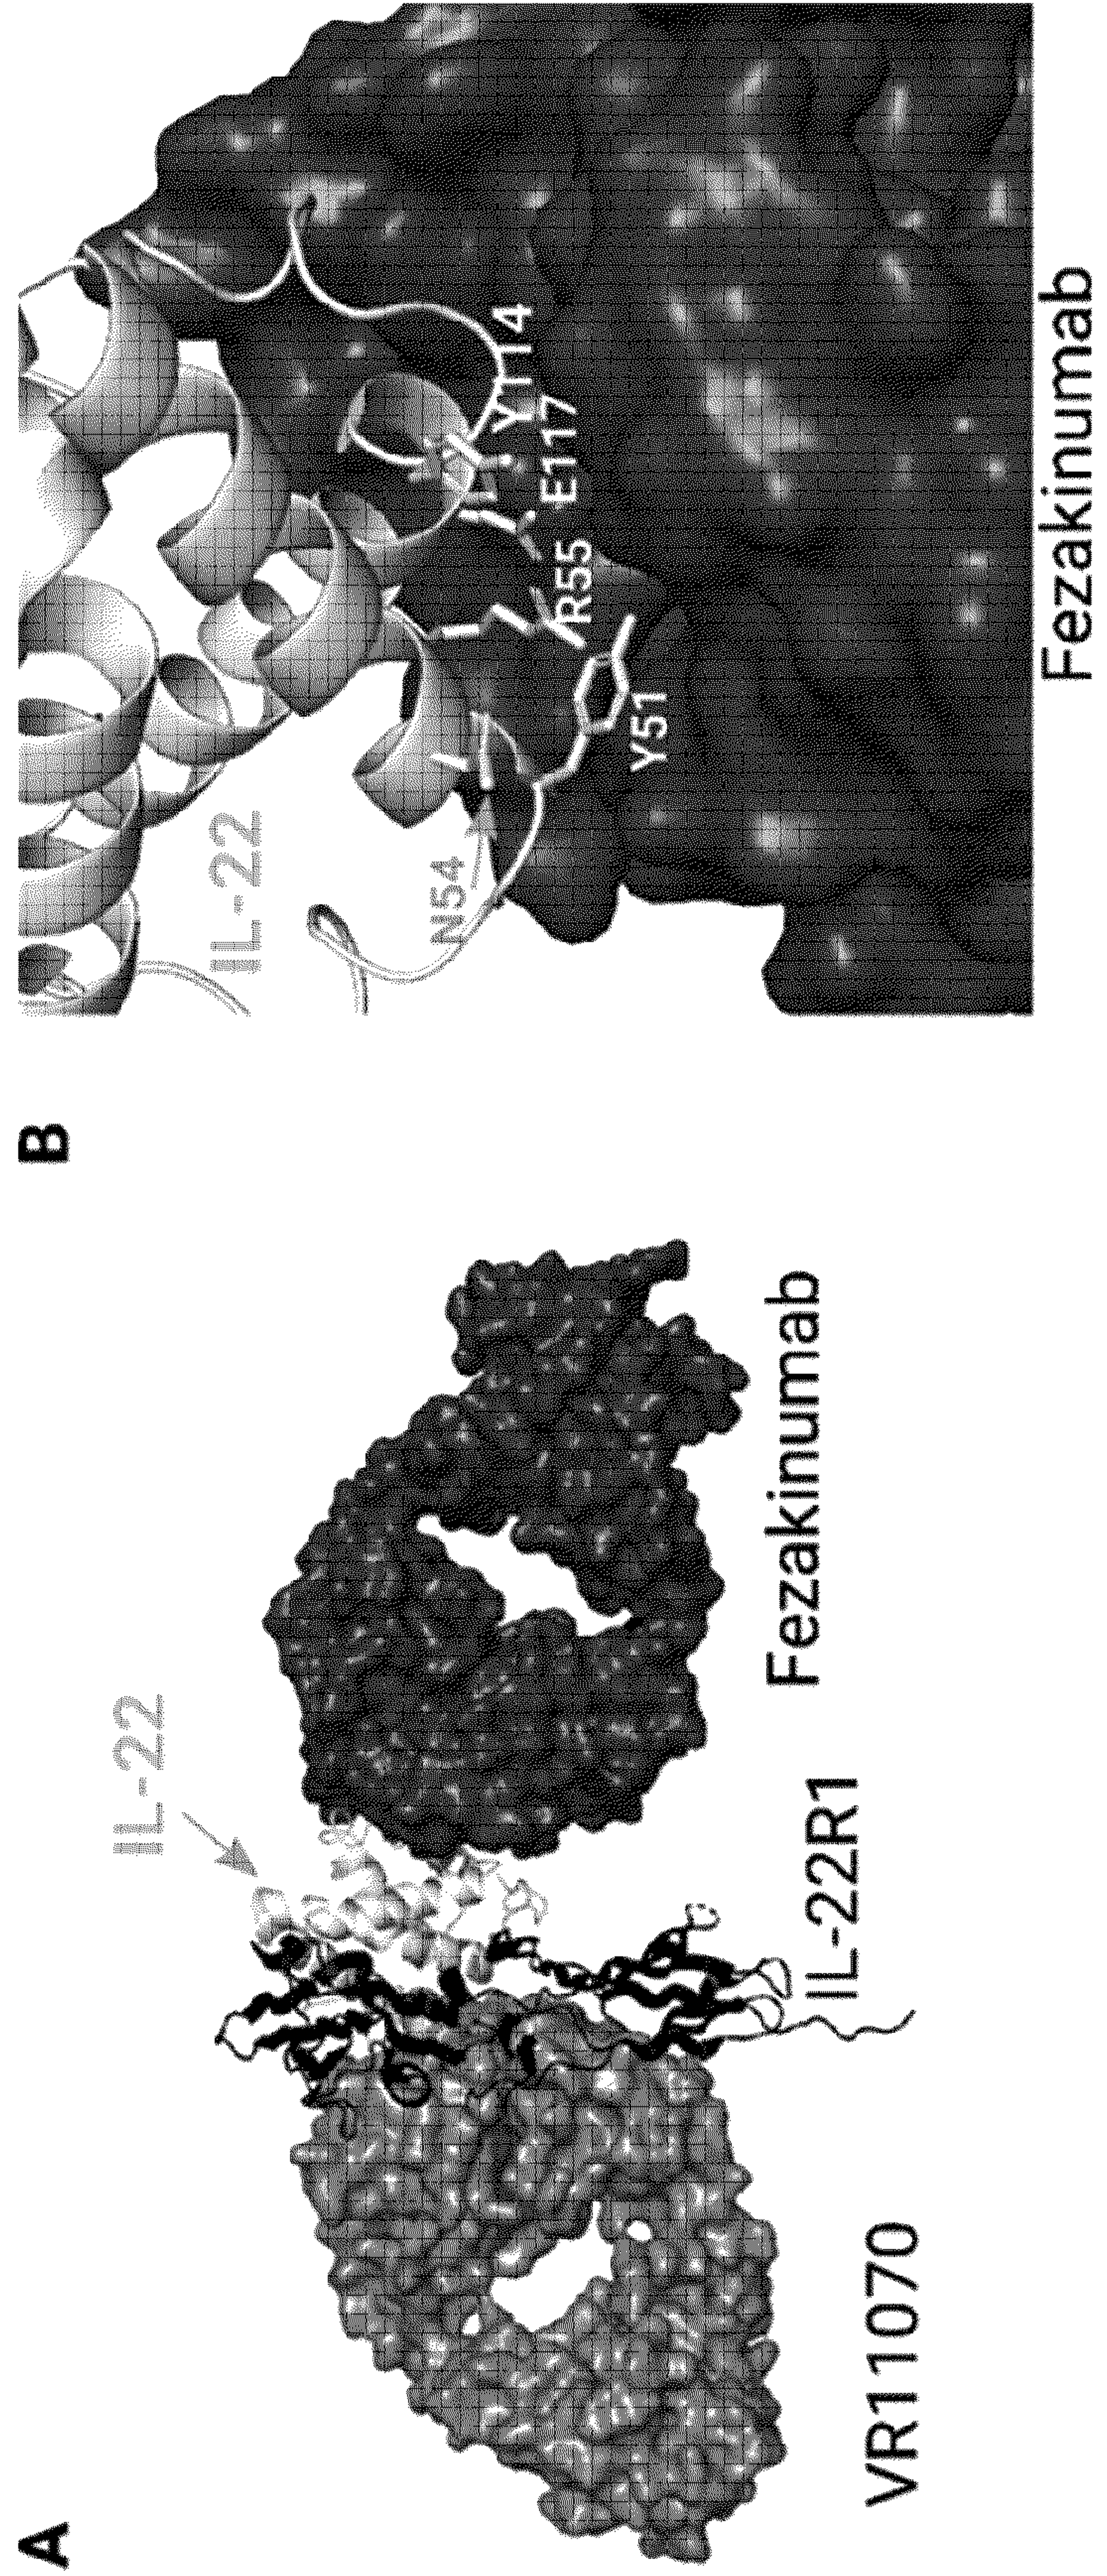 A
IL-22
VR11070
IL-22R1
Fezakinumab
B
IL-22
N54
Y51
R55
E117
Y114
Fezakinumab